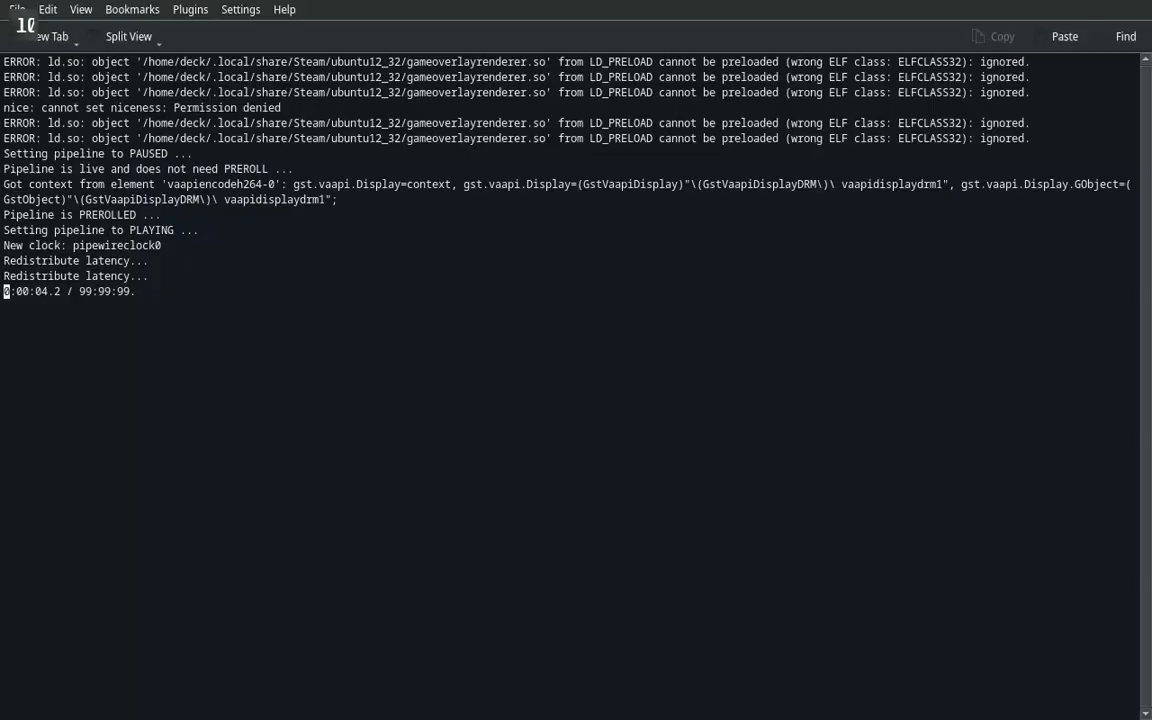 File Edit View Bookmarks Plugins Settings Help
10
ew Tab Split View Copy Paste Find
ERROR: ld.so: object '/home/deck/.local/share/Steam/ubuntu12_32/gameoverlayrenderer.so' from LD_PRELOAD cannot be preloaded (wrong ELF class: ELFCLASS32): ignored.
ERROR: ld.so: object '/home/deck/.local/share/Steam/ubuntu12_32/gameoverlayrenderer.so' from LD_PRELOAD cannot be preloaded (wrong ELF class: ELFCLASS32): ignored.
ERROR: ld.so: object '/home/deck/.local/share/Steam/ubuntu12_32/gameoverlayrenderer.so' from LD_PRELOAD cannot be preloaded (wrong ELF class: ELFCLASS32): ignored.
nice: cannot set niceness: Permission denied
ERROR: ld.so: object '/home/deck/.local/share/Steam/ubuntu12_32/gameoverlayrenderer.so' from LD_PRELOAD cannot be preloaded (wrong ELF class: ELFCLASS32): ignored.
ERROR: ld.so: object '/home/deck/.local/share/Steam/ubuntu12_32/gameoverlayrenderer.so' from LD_PRELOAD cannot be preloaded (wrong ELF class: ELFCLASS32): ignored.
Setting pipeline to PAUSED ...
Pipeline is live and does not need PREROLL ...
Got context from element 'vaapiencodeh264-0': gst.vaapi.Display=context, gst.vaapi.Display=(GstVaapiDisplay)"\(GstVaapiDisplayDRM\)\ vaapidisplaydrm1", gst.vaapi.Display.GObject=(
GstObject)"\(GstVaapiDisplayDRM\)\ vaapidisplaydrm1";
Pipeline is PREROLLED ...
Setting pipeline to PLAYING ...
New clock: pipewireclock0
Redistribute latency...
Redistribute latency...
0:00:04.2 / 99:99:99.